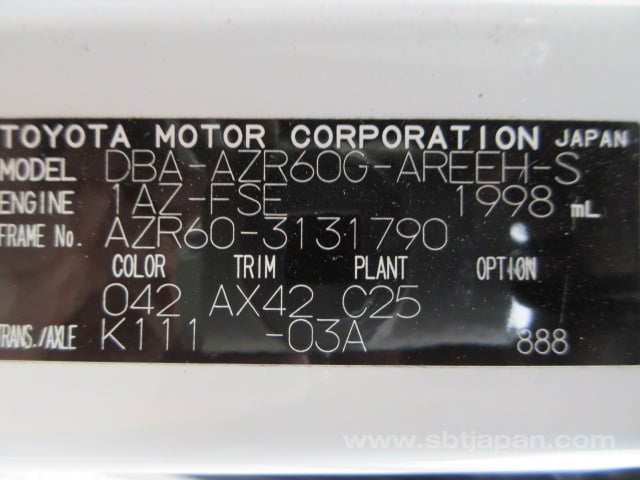 TOYOTA MOTOR CORPORATION JAPAN
MODEL DBA-AZR60G-AREEH-S
ENGINE 1AZ-FSE 1998 mL
FRAME No. AZR60-3131790
COLOR TRIM PLANT OPTION
042 AX42 C25
TRANS./AXLE K111 -03A 888
www.sbtjapan.com